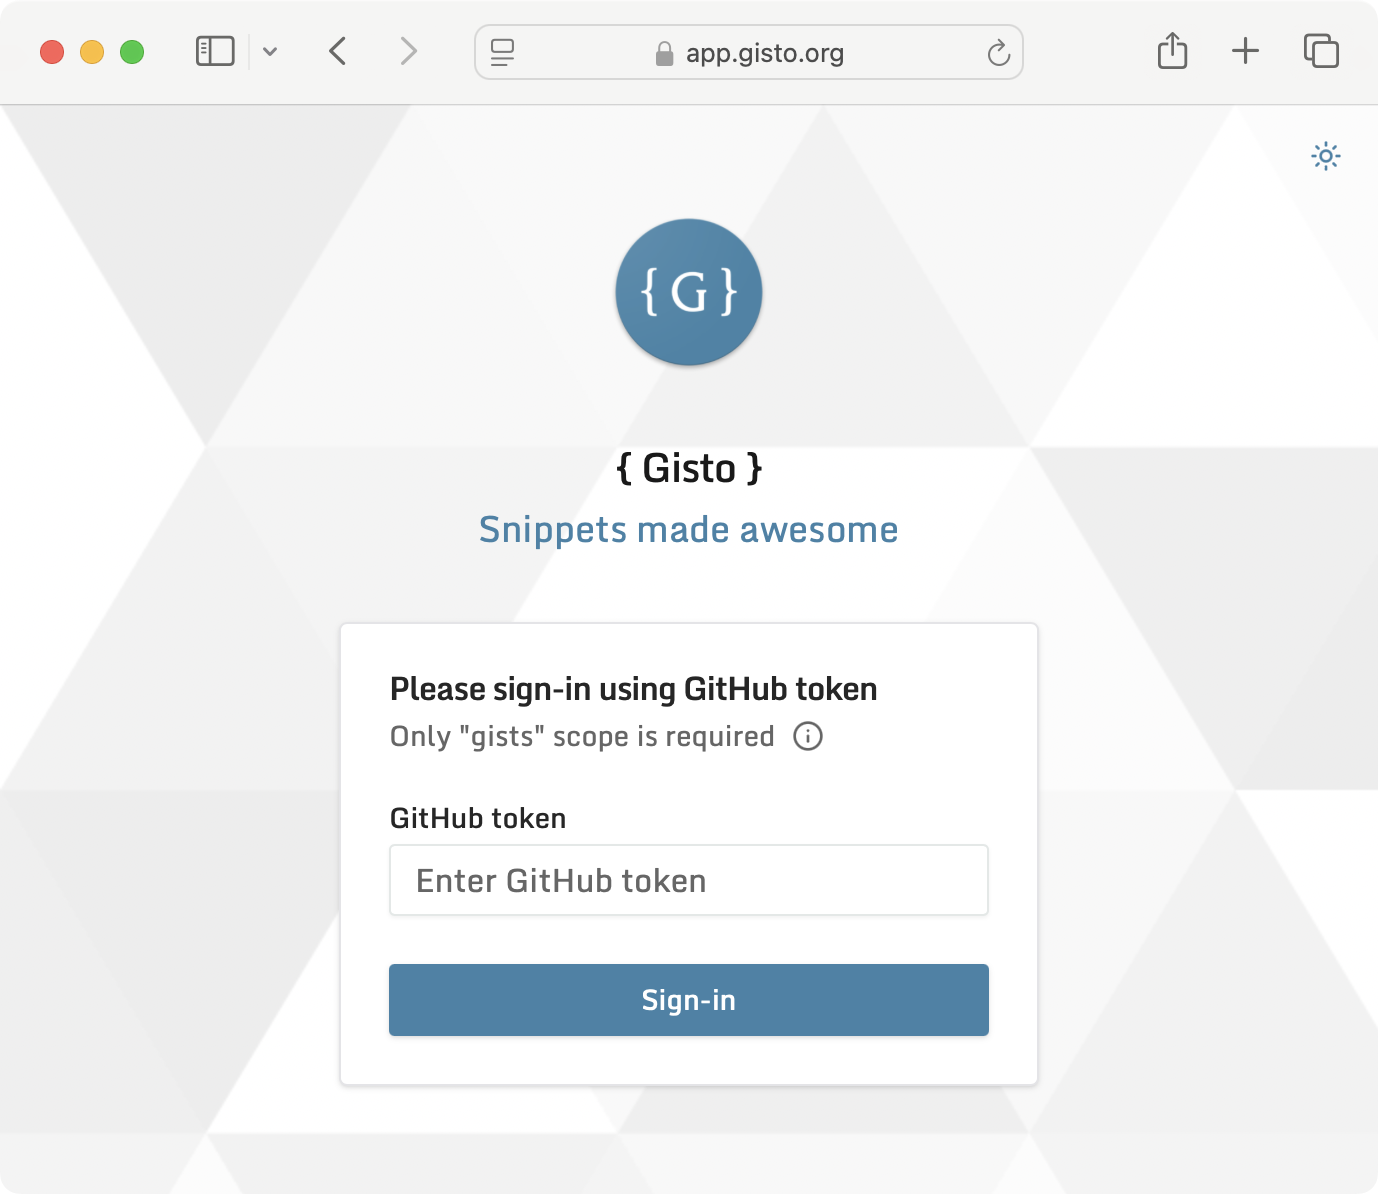 app.gisto.org
{ G }
{ Gisto }
Snippets made awesome
Please sign-in using GitHub token
Only "gists" scope is required
GitHub token
Enter GitHub token
Sign-in